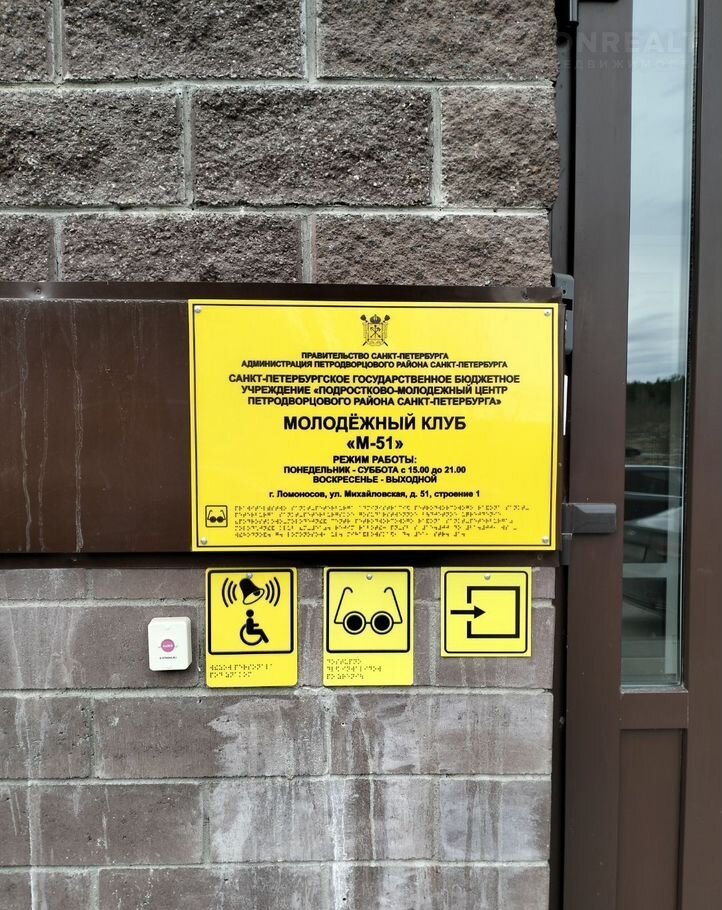 ПРАВИТЕЛЬСТВО САНКТ-ПЕТЕРБУРГА
АДМИНИСТРАЦИЯ ПЕТРОДВОРЦОВОГО РАЙОНА САНКТ-ПЕТЕРБУРГА
САНКТ-ПЕТЕРБУРГСКОЕ ГОСУДАРСТВЕННОЕ БЮДЖЕТНОЕ
УЧРЕЖДЕНИЕ «ПОДРОСТКОВО-МОЛОДЕЖНЫЙ ЦЕНТР
ПЕТРОДВОРЦОВОГО РАЙОНА САНКТ-ПЕТЕРБУРГА»
МОЛОДЁЖНЫЙ КЛУБ
«М-51»
РЕЖИМ РАБОТЫ:
ПОНЕДЕЛЬНИК - СУББОТА с 15.00 до 21.00
ВОСКРЕСЕНЬЕ - ВЫХОДНОЙ
г. Ломоносов, ул. Михайловская, д. 51, строение 1